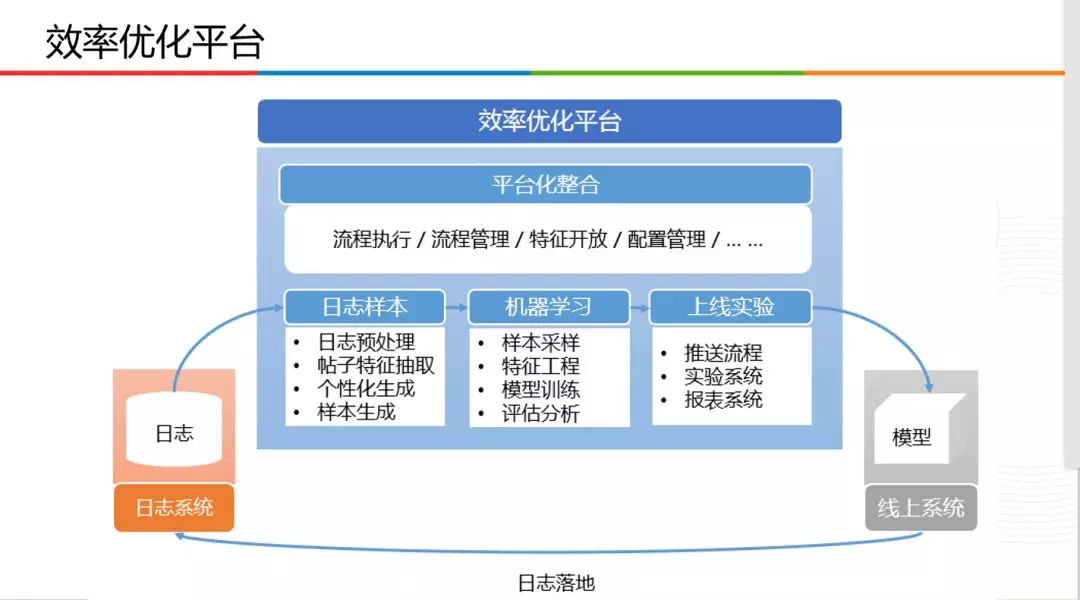 效率优化平台
效率优化平台
平台化整合
流程执行 / 流程管理 / 特征开放 / 配置管理 / ... ...
日志样本
• 日志预处理
• 帖子特征抽取
• 个性化生成
• 样本生成
机器学习
• 样本采样
• 特征工程
• 模型训练
• 评估分析
上线实验
• 推送流程
• 实验系统
• 报表系统
日志
日志系统
模型
线上系统
日志落地